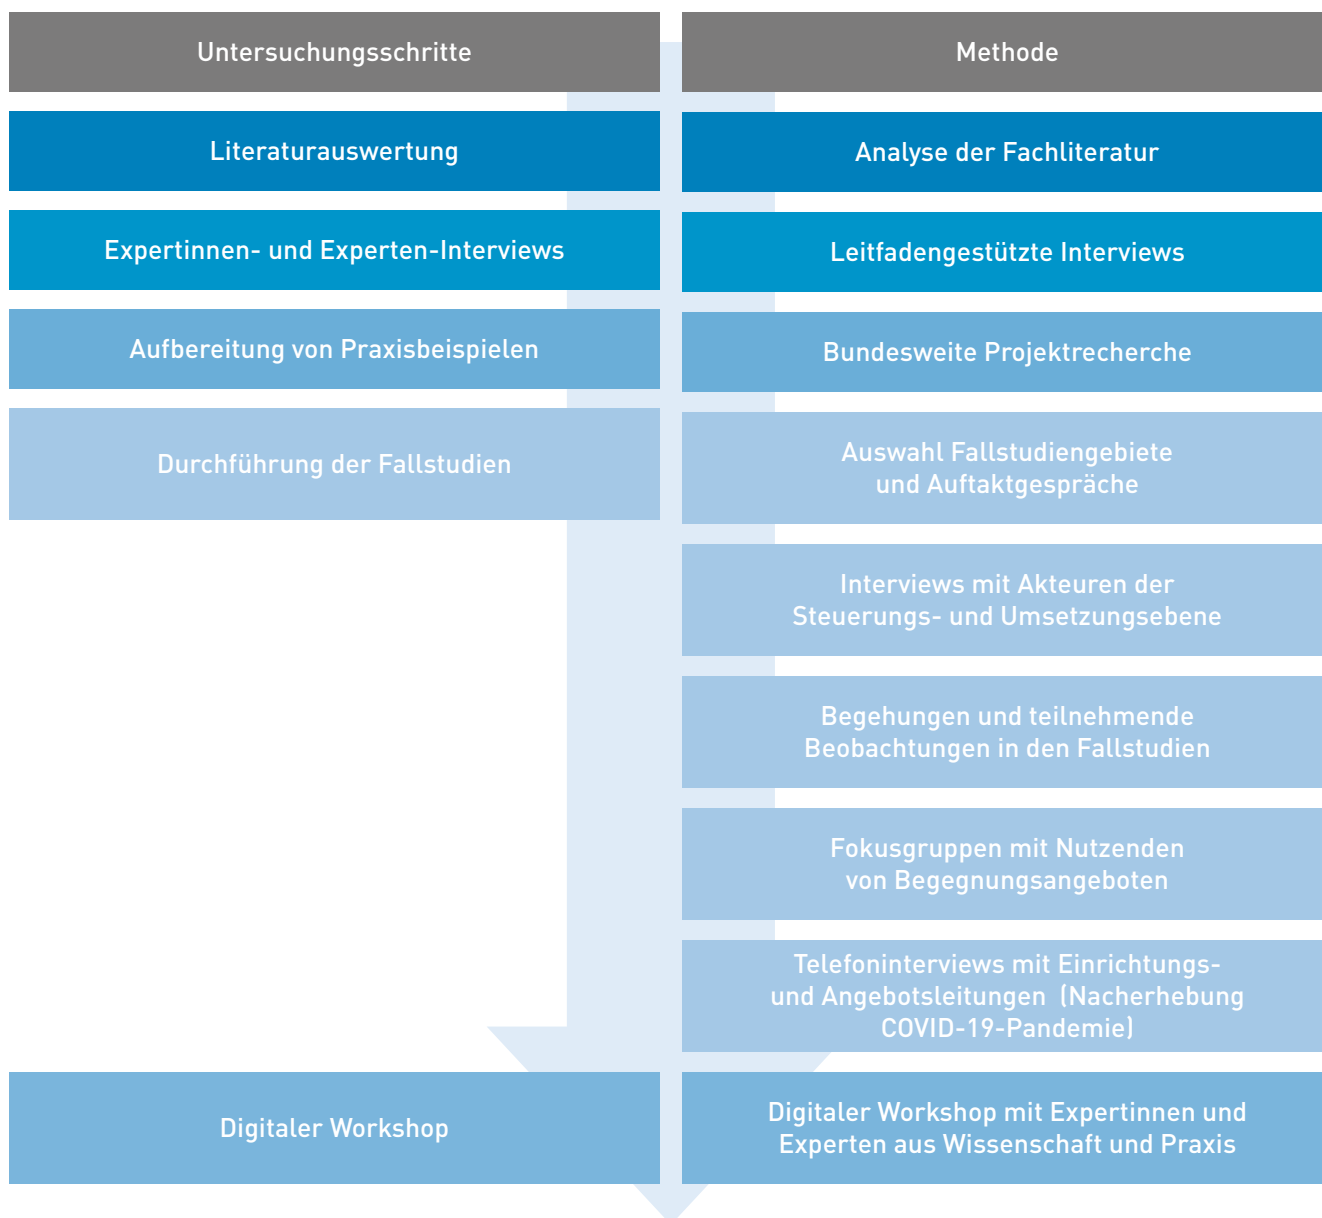 Untersuchungsschritte
Methode
Literaturauswertung
Analyse der Fachliteratur
Expertinnen- und Experten-Interviews
Leitfadengestützte Interviews
Aufbereitung von Praxisbeispielen
Bundesweite Projektrecherche
Durchführung der Fallstudien
Auswahl Fallstudiengebiete
und Auftaktgespräche
Interviews mit Akteuren der
Steuerungs- und Umsetzungsebene
Begehungen und teilnehmende
Beobachtungen in den Fallstudien
Fokusgruppen mit Nutzenden
von Begegnungsangeboten
Telefoninterviews mit Einrichtungs-
und Angebotsleitungen (Nacherhebung
COVID-19-Pandemie)
Digitaler Workshop
Digitaler Workshop mit Expertinnen und
Experten aus Wissenschaft und Praxis